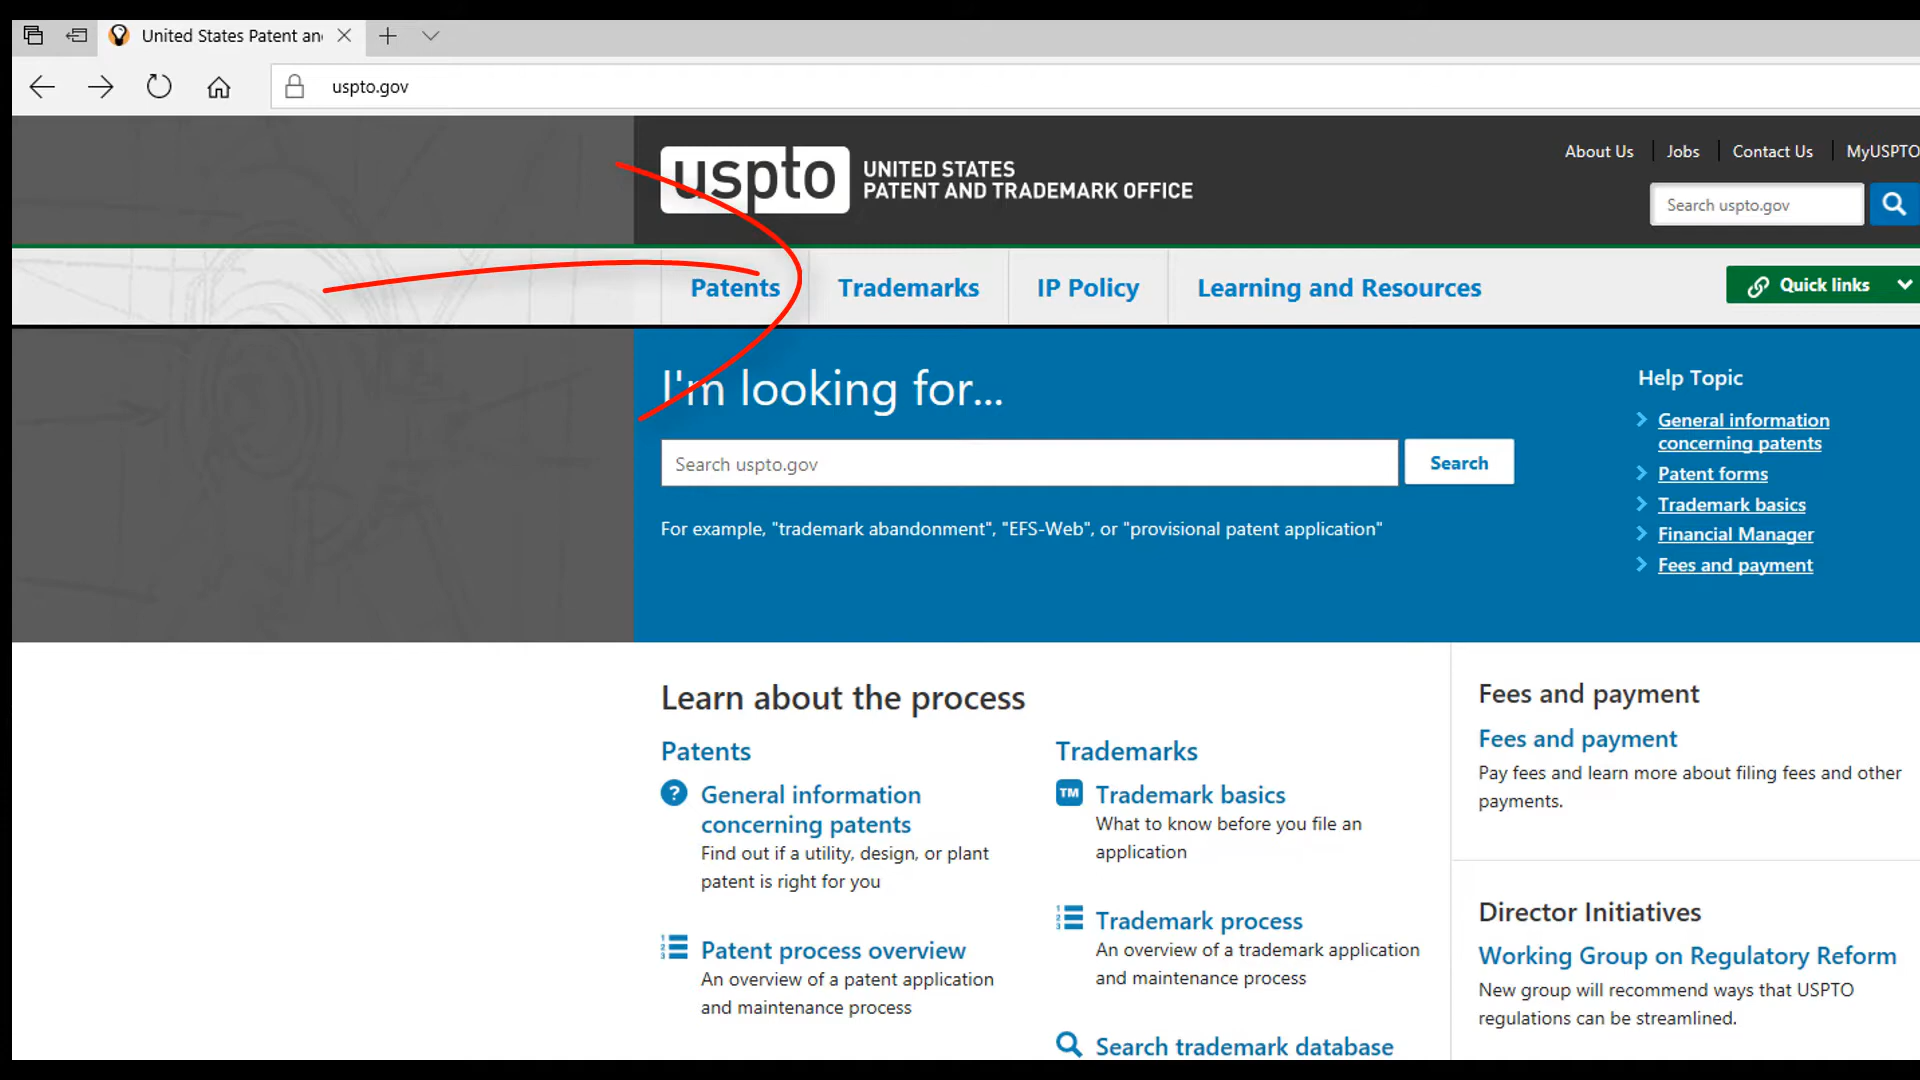 United States Patent an
uspto.gov
uspto
UNITED STATES
PATENT AND TRADEMARK OFFICE
About Us
Jobs
Contact Us
MyUSPTO
Search uspto.gov
Patents
Trademarks
IP Policy
Learning and Resources
Quick links
I'm looking for...
Search uspto.gov
Search
For example, "trademark abandonment", "EFS-Web", or "provisional patent application"
Help Topic
General information
concerning patents
Patent forms
Trademark basics
Financial Manager
Fees and payment
Learn about the process
Patents
?
General information
concerning patents
Find out if a utility, design, or plant
patent is right for you
1
2
3
Patent process overview
An overview of a patent application
and maintenance process
Trademarks
TM
Trademark basics
What to know before you file an
application
1
2
3
Trademark process
An overview of a trademark application
and maintenance process
Search trademark database
Fees and payment
Fees and payment
Pay fees and learn more about filing fees and other
payments.
Director Initiatives
Working Group on Regulatory Reform
New group will recommend ways that USPTO
regulations can be streamlined.